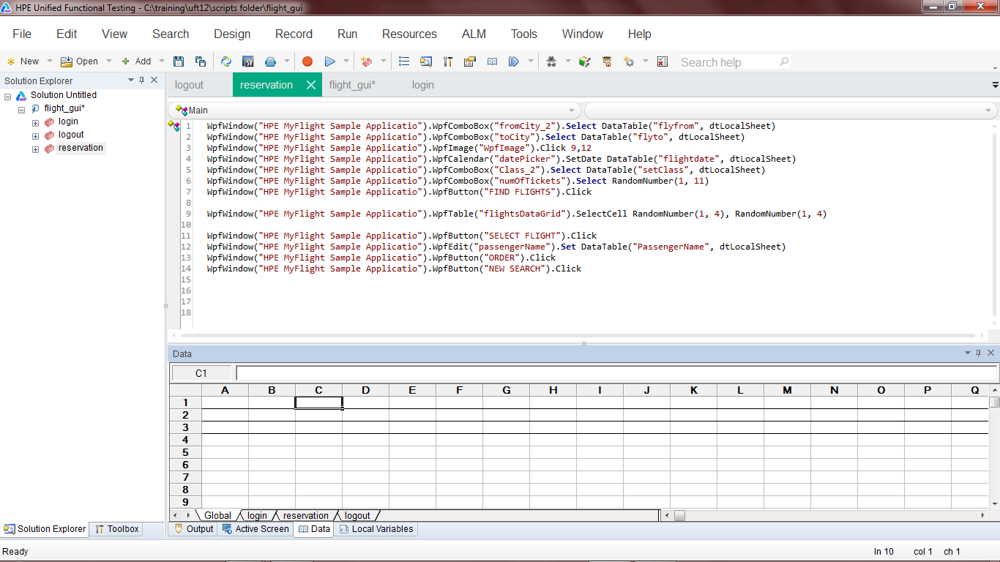 HPE Unified Functional Testing - C:\training\uft12\scripts folder\flight_gui
File Edit View Search Design Record Run Resources ALM Tools Window Help
New Open Add Search help
Solution Explorer
Solution Untitled
flight_gui*
login
logout
reservation
logout reservation flight_gui* login
Main
1 WpfWindow("HPE MyFlight Sample Applicatio").WpfComboBox("fromCity_2").Select DataTable("flyfrom", dtLocalSheet)
2 WpfWindow("HPE MyFlight Sample Applicatio").WpfComboBox("toCity").Select DataTable("flyto", dtLocalSheet)
3 WpfWindow("HPE MyFlight Sample Applicatio").WpfImage("WpfImage").Click 9,12
4 WpfWindow("HPE MyFlight Sample Applicatio").WpfCalendar("datePicker").SetDate DataTable("flightdate", dtLocalSheet)
5 WpfWindow("HPE MyFlight Sample Applicatio").WpfComboBox("Class_2").Select DataTable("setClass", dtLocalSheet)
6 WpfWindow("HPE MyFlight Sample Applicatio").WpfComboBox("numOfTickets").Select RandomNumber(1, 11)
7 WpfWindow("HPE MyFlight Sample Applicatio").WpfButton("FIND FLIGHTS").Click
8
9 WpfWindow("HPE MyFlight Sample Applicatio").WpfTable("flightsDataGrid").SelectCell RandomNumber(1, 4), RandomNumber(1, 4)
10
11 WpfWindow("HPE MyFlight Sample Applicatio").WpfButton("SELECT FLIGHT").Click
12 WpfWindow("HPE MyFlight Sample Applicatio").WpfEdit("passengerName").Set DataTable("PassengerName", dtLocalSheet)
13 WpfWindow("HPE MyFlight Sample Applicatio").WpfButton("ORDER").Click
14 WpfWindow("HPE MyFlight Sample Applicatio").WpfButton("NEW SEARCH").Click
15
16
17
18
Data
C1
A B C D E F G H I J K L M N O P Q
1
2
3
4
5
6
7
8
9
Global login reservation logout
Solution Explorer Toolbox Output Active Screen Data Local Variables
Ready ln 10 col 1 ch 1